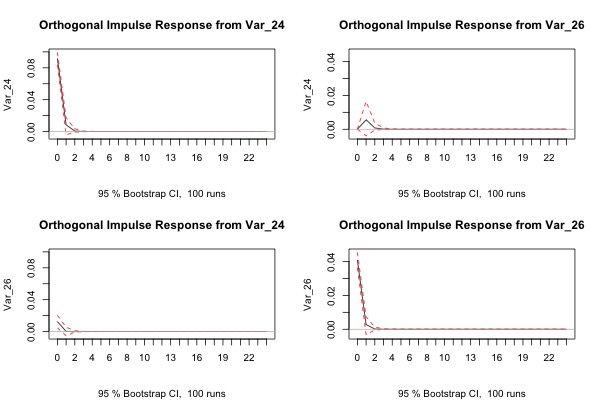 Orthogonal Impulse Response from Var_24
Var_24
0.00 0.04 0.08
0 2 4 6 8 10 13 16 19 22
95 % Bootstrap CI, 100 runs
Orthogonal Impulse Response from Var_26
Var_24
0.00 0.02 0.04
0 2 4 6 8 10 13 16 19 22
95 % Bootstrap CI, 100 runs
Orthogonal Impulse Response from Var_24
Var_26
0.00 0.04 0.08
0 2 4 6 8 10 13 16 19 22
95 % Bootstrap CI, 100 runs
Orthogonal Impulse Response from Var_26
Var_26
0.00 0.02 0.04
0 2 4 6 8 10 13 16 19 22
95 % Bootstrap CI, 100 runs